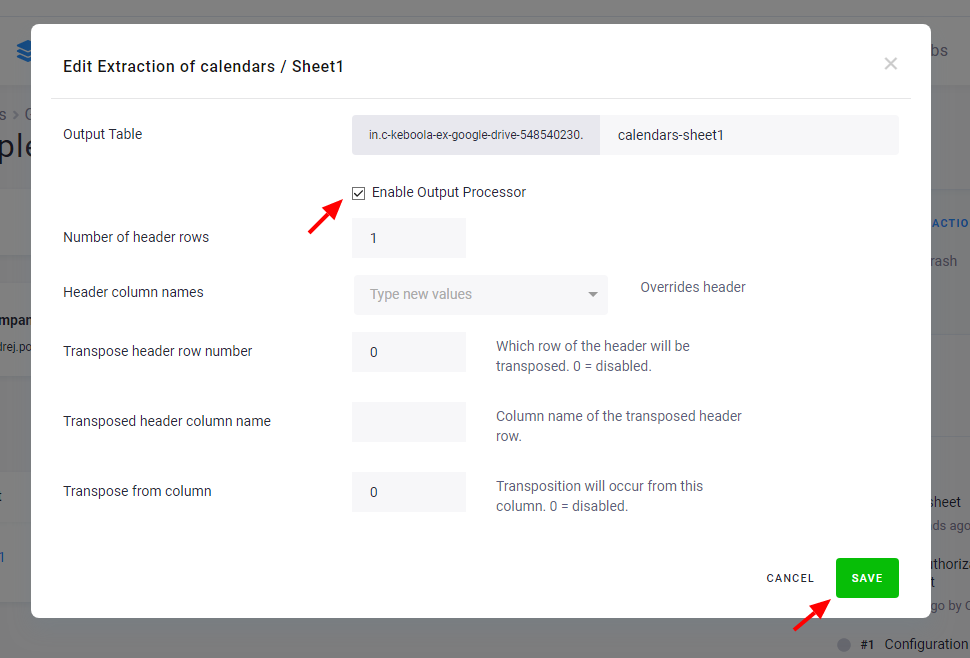 Edit Extraction of calendars / Sheet1
Output Table
in.c-keboola-ex-google-drive-548540230.
calendars-sheet1
Enable Output Processor
Number of header rows
1
Header column names
Type new values
Overrides header
Transpose header row number
0
Which row of the header will be
transposed. 0 = disabled.
Transposed header column name
Column name of the transposed header
row.
Transpose from column
0
Transposition will occur from this
column. 0 = disabled.
CANCEL
SAVE
#1 Configuration